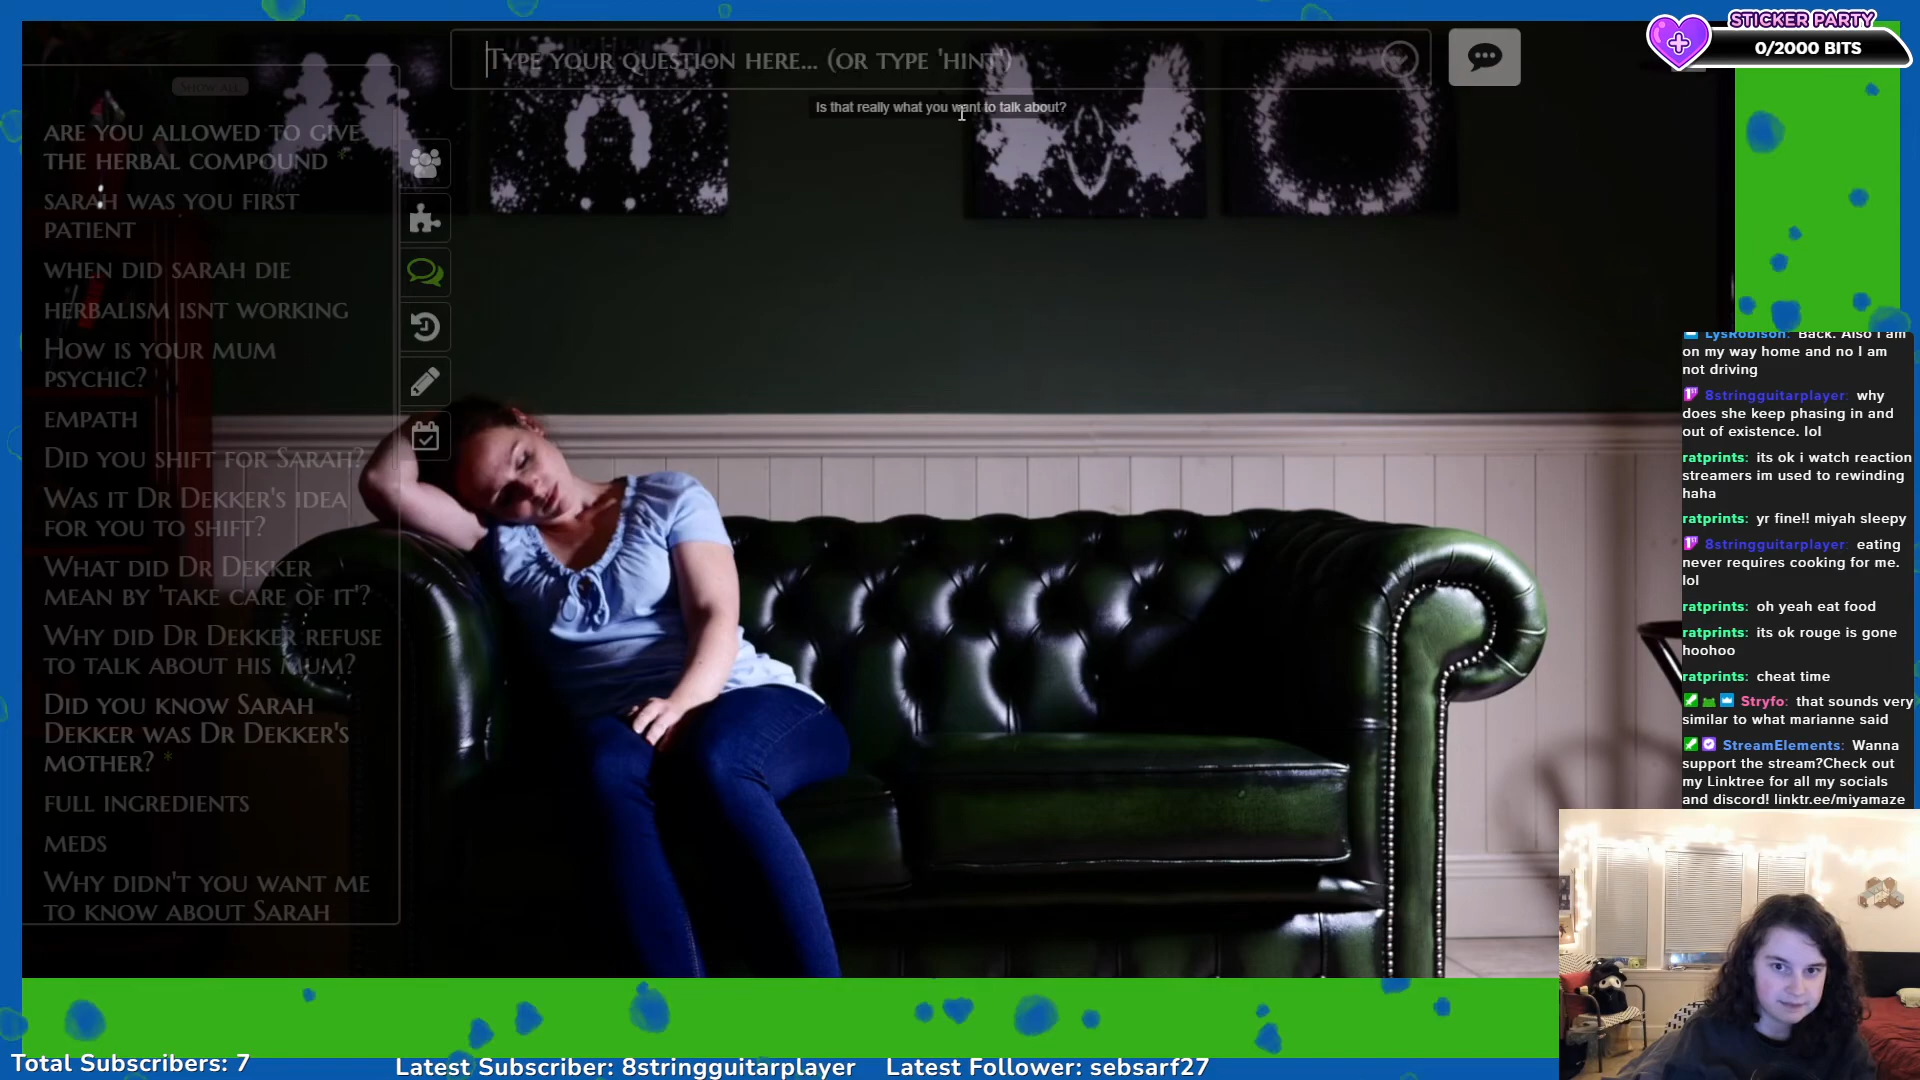 STICKER PARTY
0/2000 BITS
Type your question here... (or type 'hint')
Is that really what you want to talk about?
Show all
are you allowed to give
the herbal compound *
sarah was you first
patient
when did sarah die
herbalism isnt working
How is your mum
psychic?
empath
Did you shift for Sarah?
Was it Dr Dekker's idea
for you to shift?
What did Dr Dekker
mean by 'take care of it'?
Why did Dr Dekker refuse
to talk about his mum?
Did you know Sarah
Dekker was Dr Dekker's
mother? *
full ingredients
meds
Why didn't you want me
to know about Sarah
LysRobison: Back. Also I am
on my way home and no I am
not driving
8stringguitarplayer: why
does she keep phasing in and
out of existence. lol
ratprints: its ok i watch reaction
streamers im used to rewinding
haha
ratprints: yr fine!! miyah sleepy
8stringguitarplayer: eating
never requires cooking for me.
lol
ratprints: oh yeah eat food
ratprints: its ok rouge is gone
hoohoo
ratprints: cheat time
Stryfo: that sounds very
similar to what marianne said
StreamElements: Wanna
support the stream?Check out
my Linktree for all my socials
and discord! linktr.ee/miyamaze
Total Subscribers: 7
Latest Subscriber: 8stringguitarplayer
Latest Follower: sebsarf27